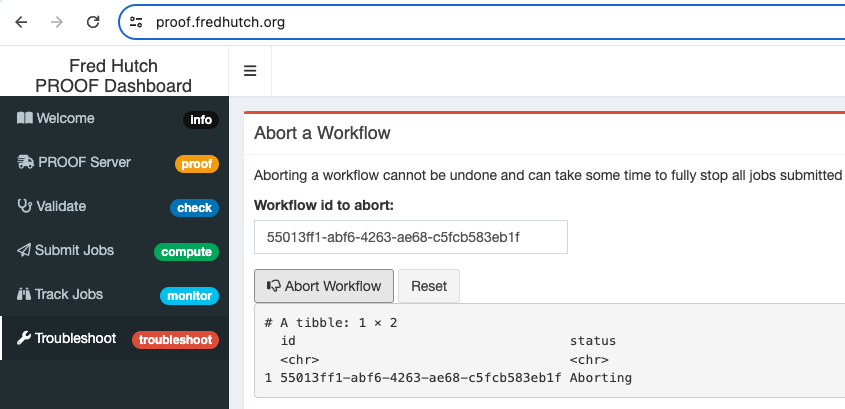 proof.fredhutch.org
Fred Hutch
PROOF Dashboard
Welcome info
PROOF Server proof
Validate check
Submit Jobs compute
Track Jobs monitor
Troubleshoot troubleshoot
Abort a Workflow
Aborting a workflow cannot be undone and can take some time to fully stop all jobs submitted
Workflow id to abort:
55013ff1-abf6-4263-ae68-c5fcb583eb1f
Abort Workflow Reset
# A tibble: 1 × 2
id status
<chr> <chr>
1 55013ff1-abf6-4263-ae68-c5fcb583eb1f Aborting